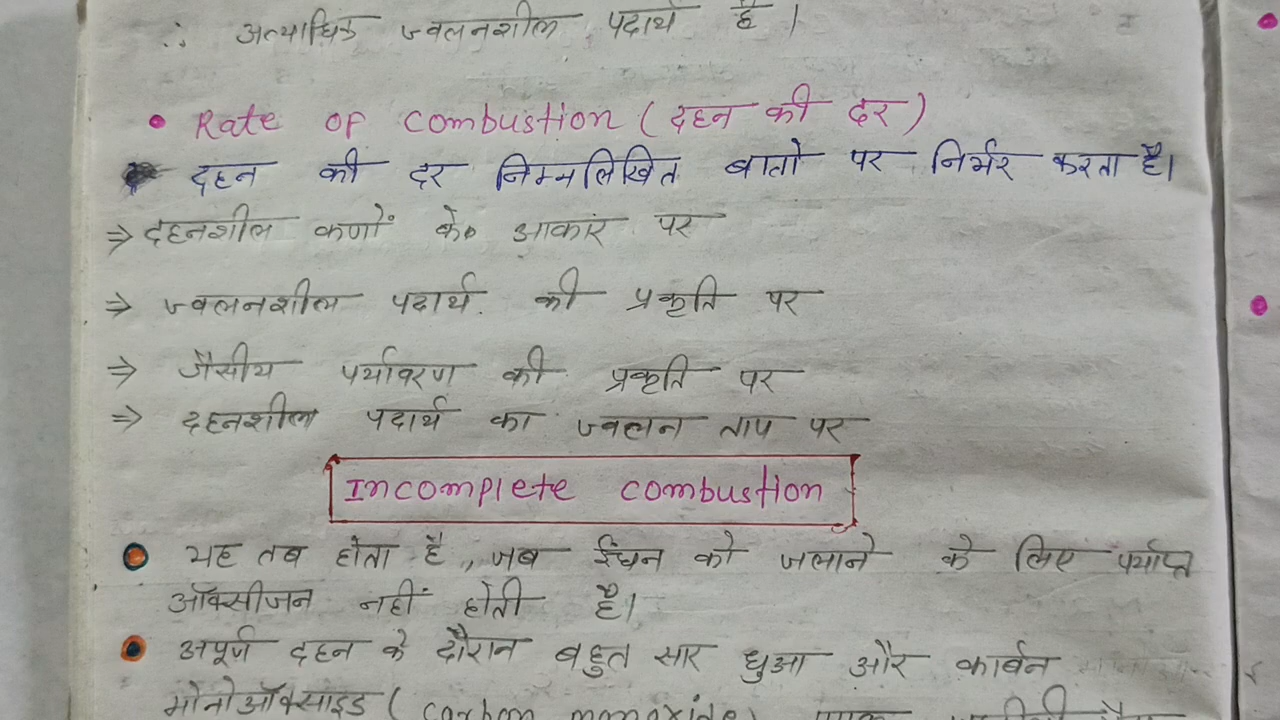 ∴ अत्याधिक ज्वलनशील पदार्थ है।
• Rate of combustion (दहन की दर)
दहन की दर निम्नलिखित बातो पर निर्भर करता है।
⇒ दहनशील कणों के आकार पर
⇒ ज्वलनशील पदार्थ की प्रकृति पर
⇒ जैसीय पर्यावरण की प्रकृति पर
⇒ दहनशील पदार्थ का ज्वलन ताप पर
Incomplete combustion
यह तब होता है, जब ईंधन को जलाने के लिए पर्याप्त
ऑक्सीजन नहीं होती है।
अपूर्ण दहन के दौरान बहुत सार धुआ और कार्बन
मोनोऑक्साइड (carbon monoxide)